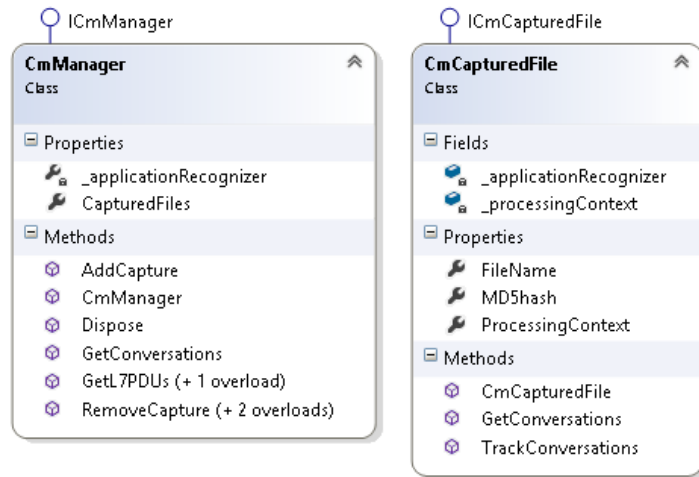 ICmManager
CmManager
Class
Properties
_applicationRecognizer
CapturedFiles
Methods
AddCapture
CmManager
Dispose
GetConversations
GetL7PDUs (+ 1 overload)
RemoveCapture (+ 2 overloads)
ICmCapturedFile
CmCapturedFile
Class
Fields
_applicationRecognizer
_processingContext
Properties
FileName
MD5hash
ProcessingContext
Methods
CmCapturedFile
GetConversations
TrackConversations